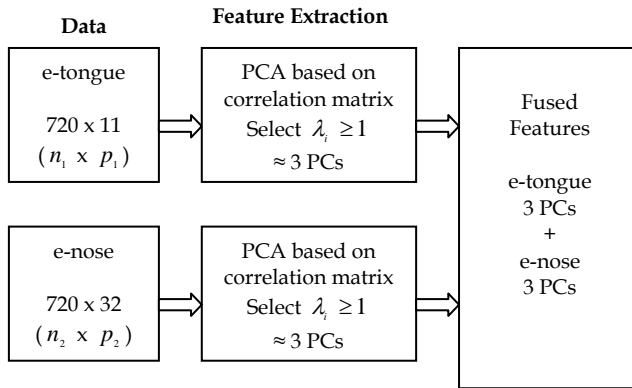 Data
Feature Extraction
e-tongue
720 x 11
( n₁ x p₁ )
PCA based on
correlation matrix
Select λᵢ ≥ 1
≈ 3 PCs
e-nose
720 x 32
( n₂ x p₂ )
PCA based on
correlation matrix
Select λᵢ ≥ 1
≈ 3 PCs
Fused
Features
e-tongue
3 PCs
+
e-nose
3 PCs